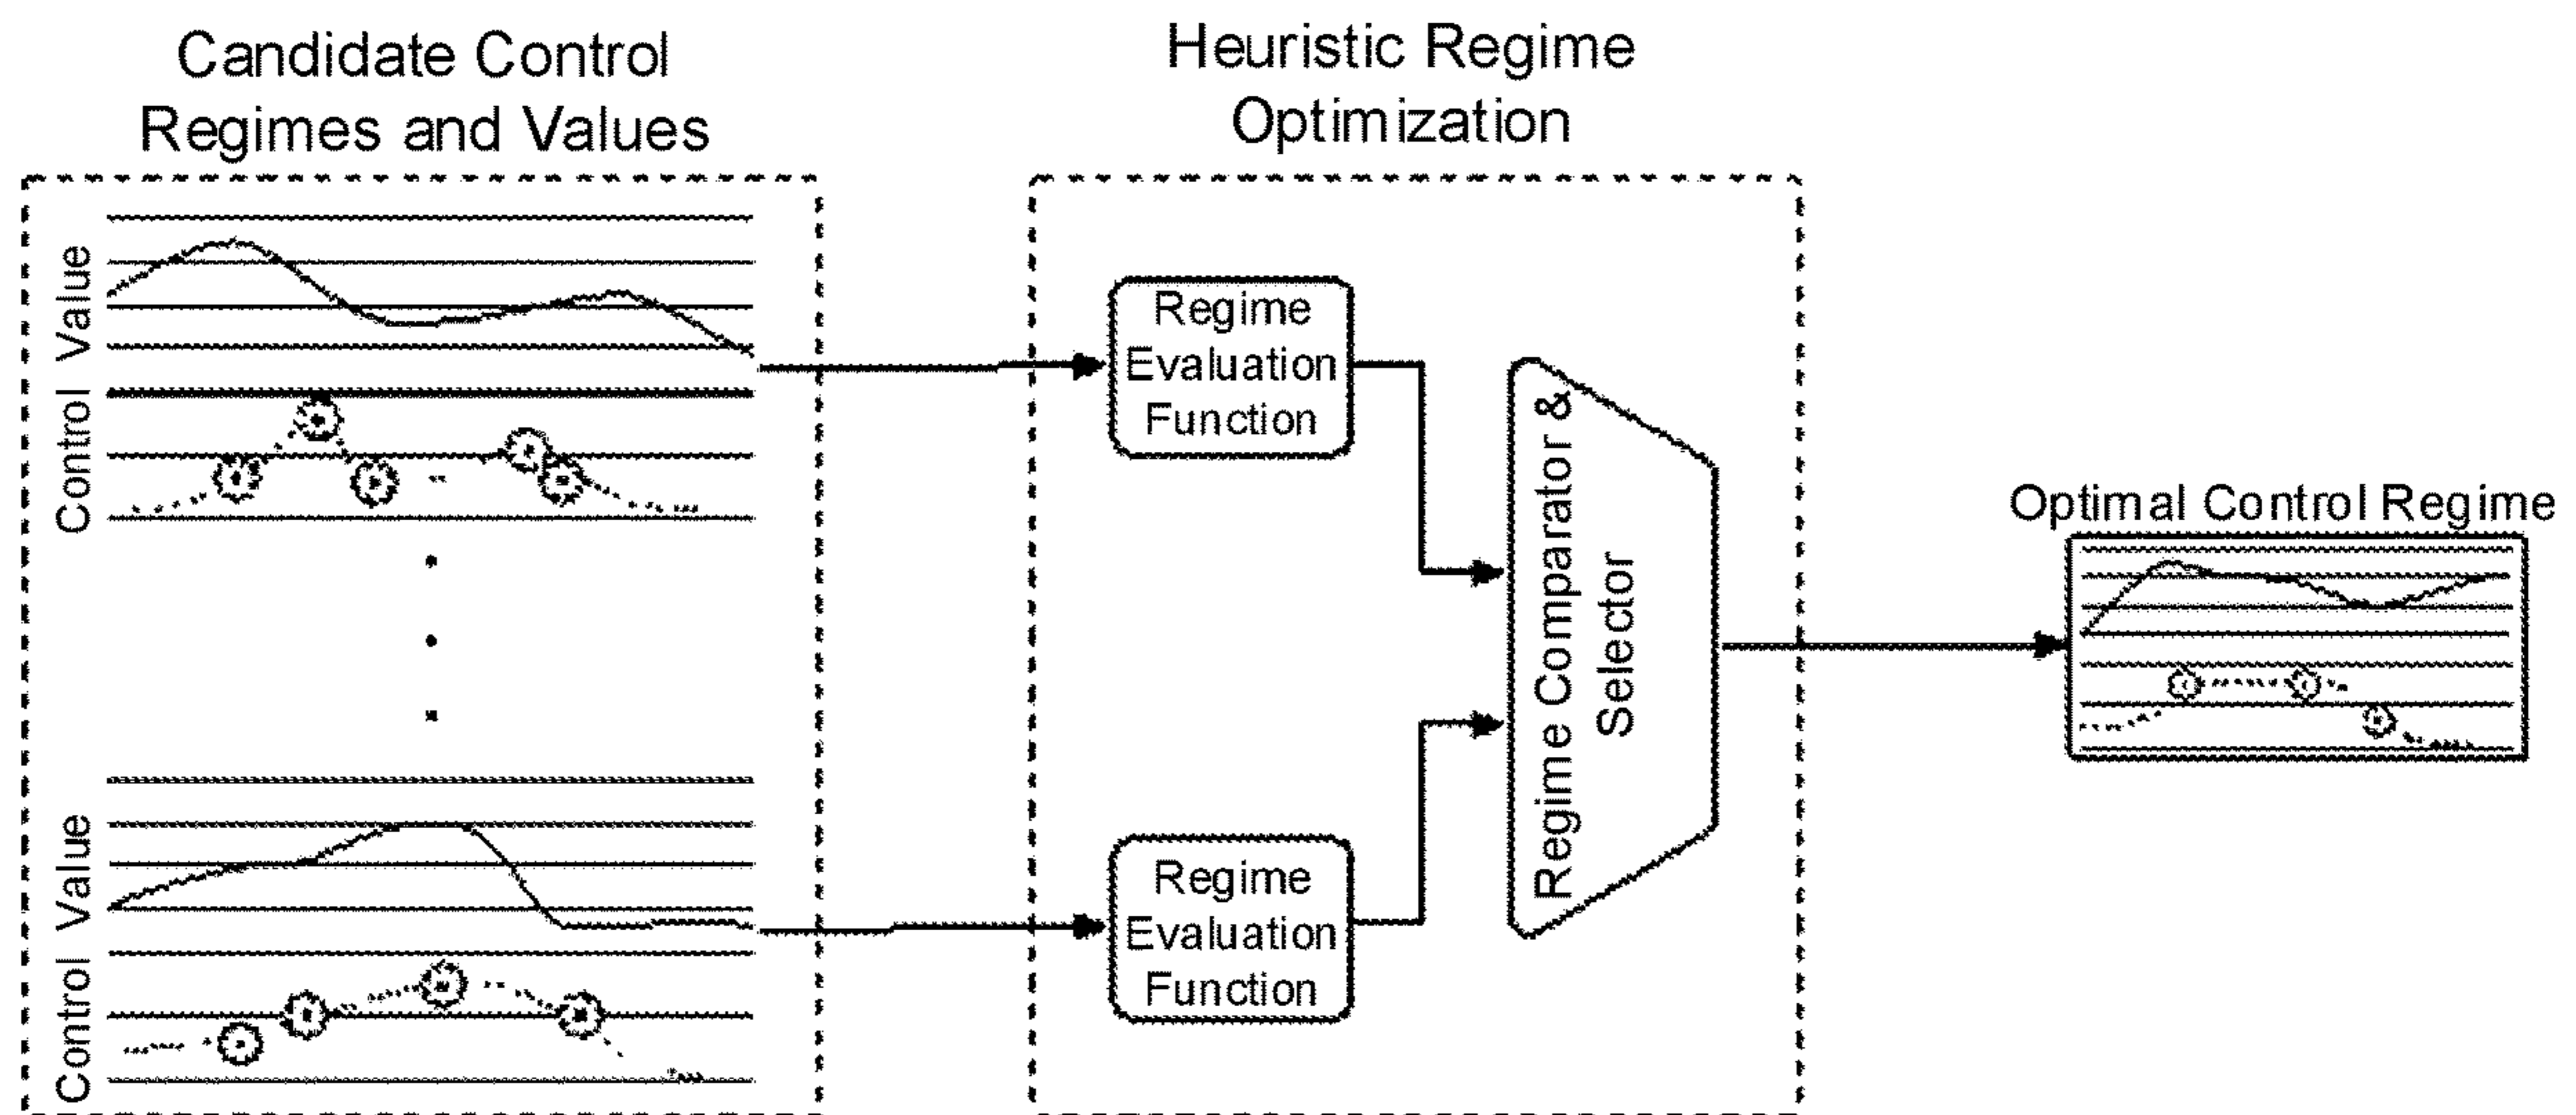 Candidate Control
Regimes and Values
Value
Control
Value
Control
Heuristic Regime
Optimization
Regime
Evaluation
Function
Regime
Evaluation
Function
Regime Comparator &
Selector
Optimal Control Regime